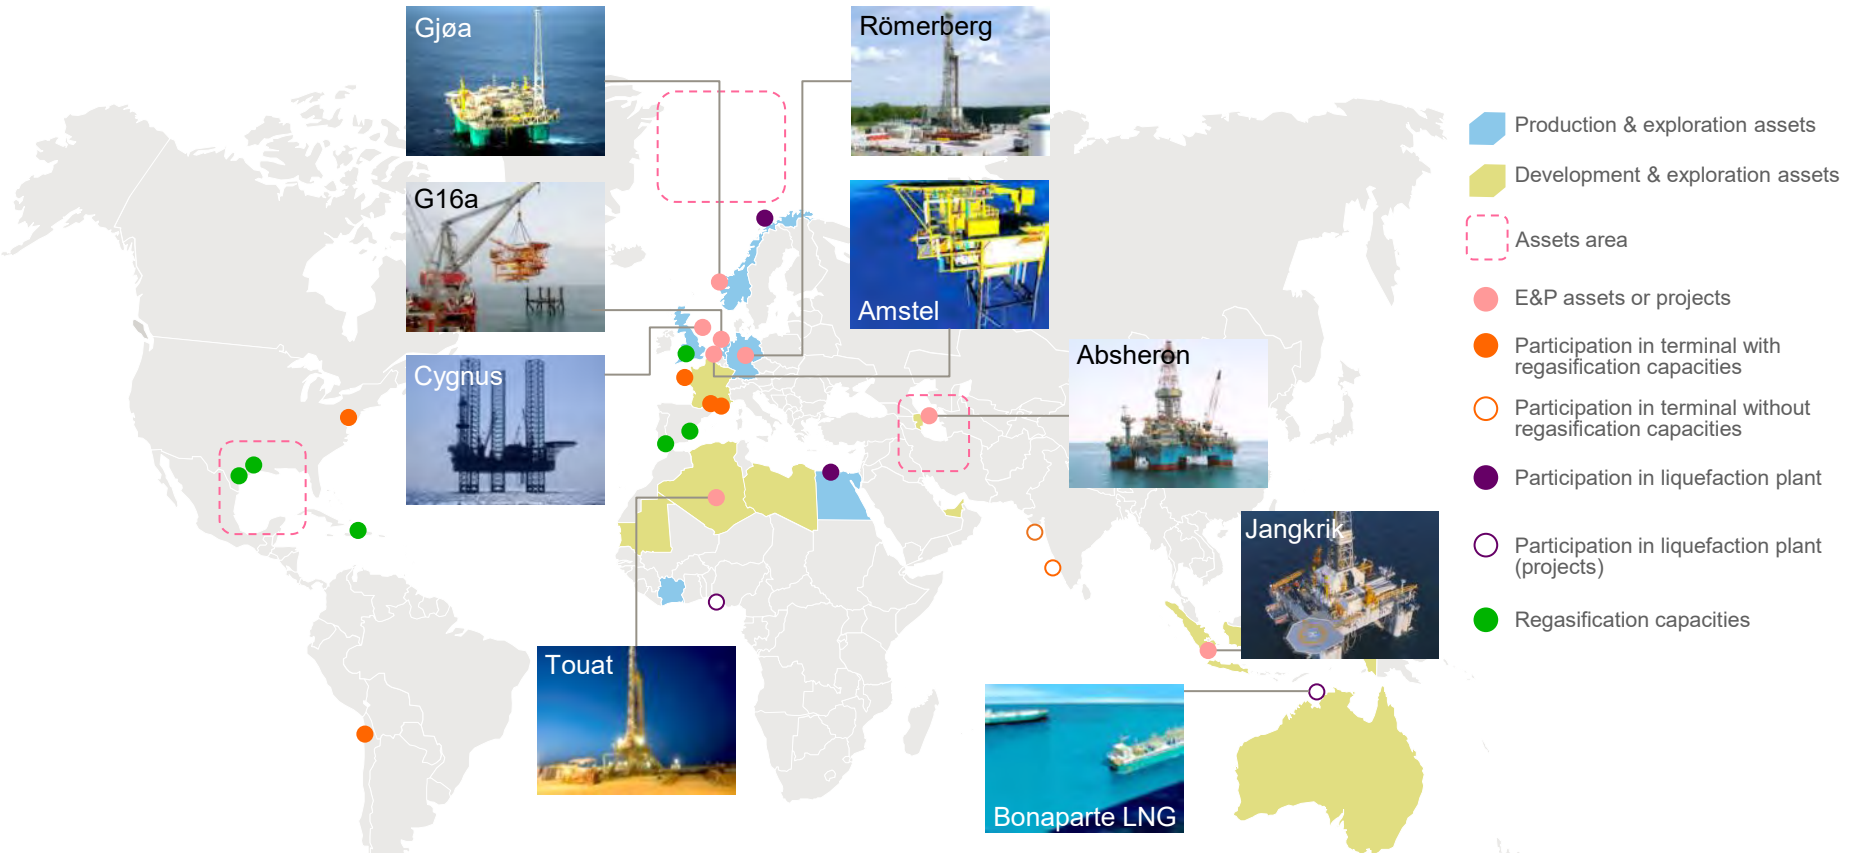 Gjøa
Römerberg
G16a
Amstel
Cygnus
Absheron
Jangkrik
Touat
Bonaparte LNG
Production & exploration assets
Development & exploration assets
Assets area
E&P assets or projects
Participation in terminal with
regasification capacities
Participation in terminal without
regasification capacities
Participation in liquefaction plant
Participation in liquefaction plant
(projects)
Regasification capacities